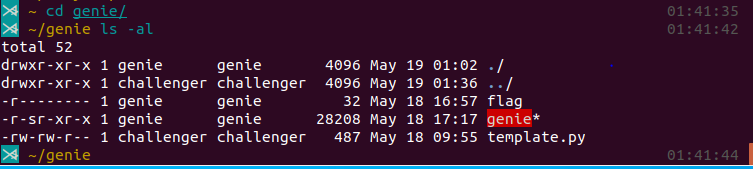 ~ cd genie/ 01:41:35
~/genie ls -al 01:41:42
total 52
drwxr-xr-x 1 genie genie 4096 May 19 01:02 ./
drwxr-xr-x 1 challenger challenger 4096 May 19 01:36 ../
-r-------- 1 genie genie 32 May 18 16:57 flag
-r-sr-xr-x 1 genie genie 28208 May 18 17:17 genie*
-rw-rw-r-- 1 challenger challenger 487 May 18 09:55 template.py
~/genie 01:41:44